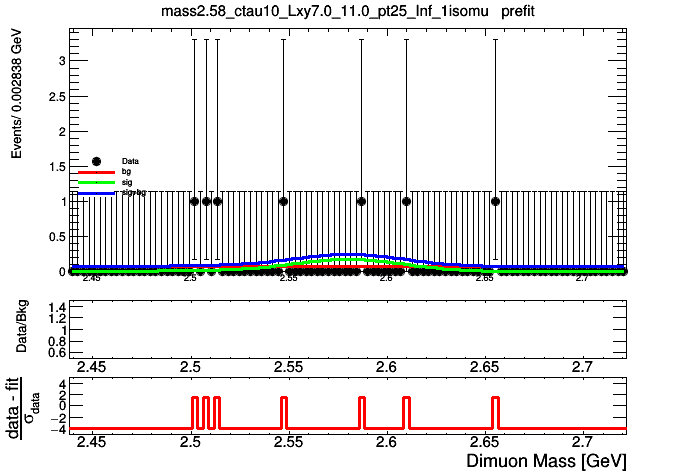 mass2.58_ctau10_Lxy7.0_11.0_pt25_Inf_1isomu prefit
Events/ 0.002838 GeV
3
2.5
2
1.5
1
0.5
0
Data
bg
sig
sig+bg
2.45 2.5 2.55 2.6 2.65 2.7
Data/Bkg
1.4
1.2
1
0.8
0.6
2.45 2.5 2.55 2.6 2.65 2.7
data - fit
σdata
4
2
0
−2
−4
2.45 2.5 2.55 2.6 2.65 2.7
Dimuon Mass [GeV]